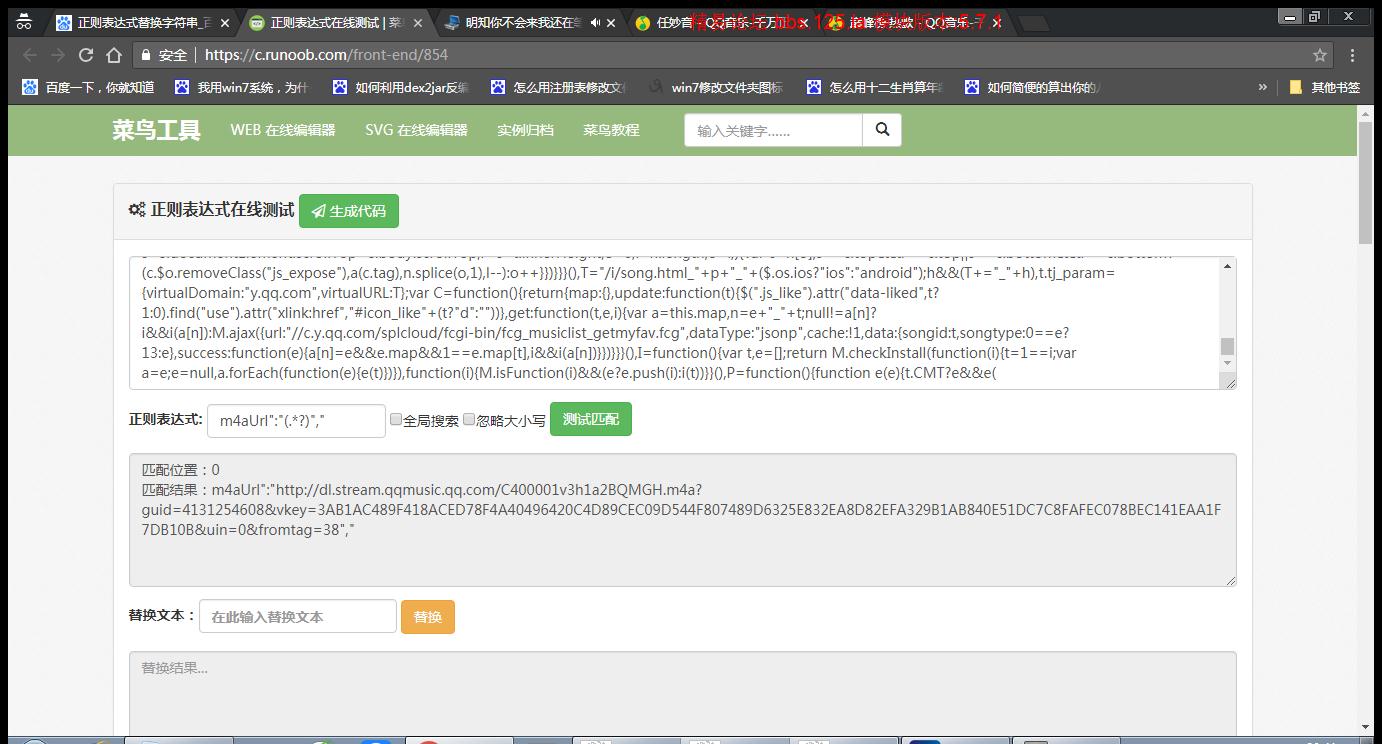 正则表达式替换字符串_百
正则表达式在线测试 | 菜鸟
明知你不会来我还在等
任妙音 - QQ音乐-千万
安全 https://c.runoob.com/front-end/854
百度一下，你就知道
我用win7系统，为什
如何利用dex2jar反编
怎么用注册表修改文件
win7修改文件夹图标
怎么用十二生肖算年龄
如何简便的算出你的
» 其他书签
菜鸟工具 WEB 在线编辑器 SVG 在线编辑器 实例归档 菜鸟教程 输入关键字......
正则表达式在线测试 生成代码
(c.$o.removeClass("js_expose"),a(c.tag),n.splice(o,1),l--):o++}})}}}(),T="/i/song.html_"+p+"_"+($.os.ios?"ios":"android");h&&(T+="_"+h),t.tj_param=
{virtualDomain:"y.qq.com",virtualURL:T};var C=function(){return{map:{},update:function(t){$(".js_like").attr("data-liked",t?
1:0).find("use").attr("xlink:href","#icon_like"+(t?"d":""))},get:function(t,e,i){var a=this.map,n=e+"_"+t;null!=a[n]?
i&&i(a[n]):M.ajax({url:"//c.y.qq.com/splcloud/fcgi-bin/fcg_musiclist_getmyfav.fcg",dataType:"jsonp",cache:!1,data:{songid:t,songtype:0==e?
13:e},success:function(e){a[n]=e&&e.map&&1==e.map[t],i&&i(a[n])}})}}}(),I=function(){var t,e=[];return M.checkInstall(function(i){t=1==i;var
a=e;e=null,a.forEach(function(e){e(t)})}),function(i){M.isFunction(i)&&(e?e.push(i):i(t))}}(),P=function(){function e(e){t.CMT?e&&e(
正则表达式: m4aUrl":"(.*?)"," 全局搜索 忽略大小写 测试匹配
匹配位置：0
匹配结果：m4aUrl":"http://dl.stream.qqmusic.qq.com/C400001v3h1a2BQMGH.m4a?
guid=4131254608&vkey=3AB1AC489F418ACED78F4A40496420C4D89CEC09D544F807489D6325E832EA8D82EFA329B1AB840E51DC7C8FAFEC078BEC141EAA1F
7DB10B&uin=0&fromtag=38","
替换文本： 在此输入替换文本 替换
替换结果...